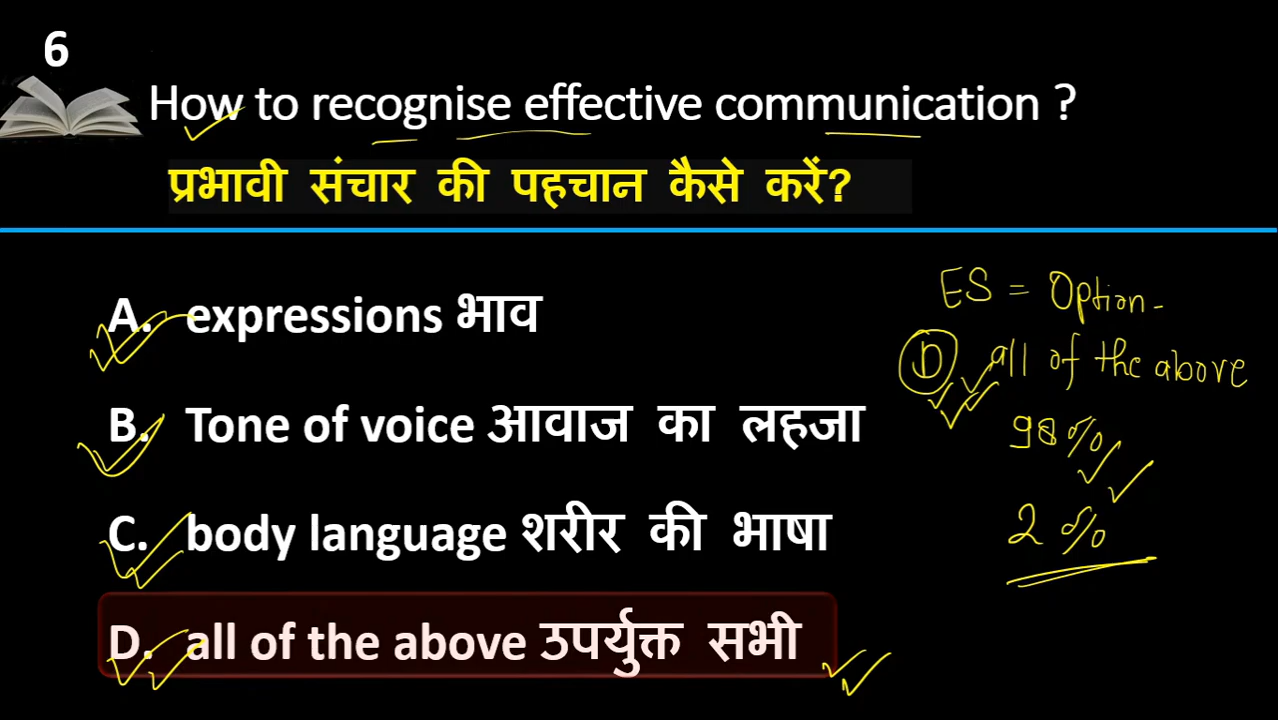 6
How to recognise effective communication ?
प्रभावी संचार की पहचान कैसे करें?
A. expressions भाव
B. Tone of voice आवाज का लहजा
C. body language शरीर की भाषा
D. all of the above उपर्युक्त सभी
ES = Option -
D all of the above
98%
2%